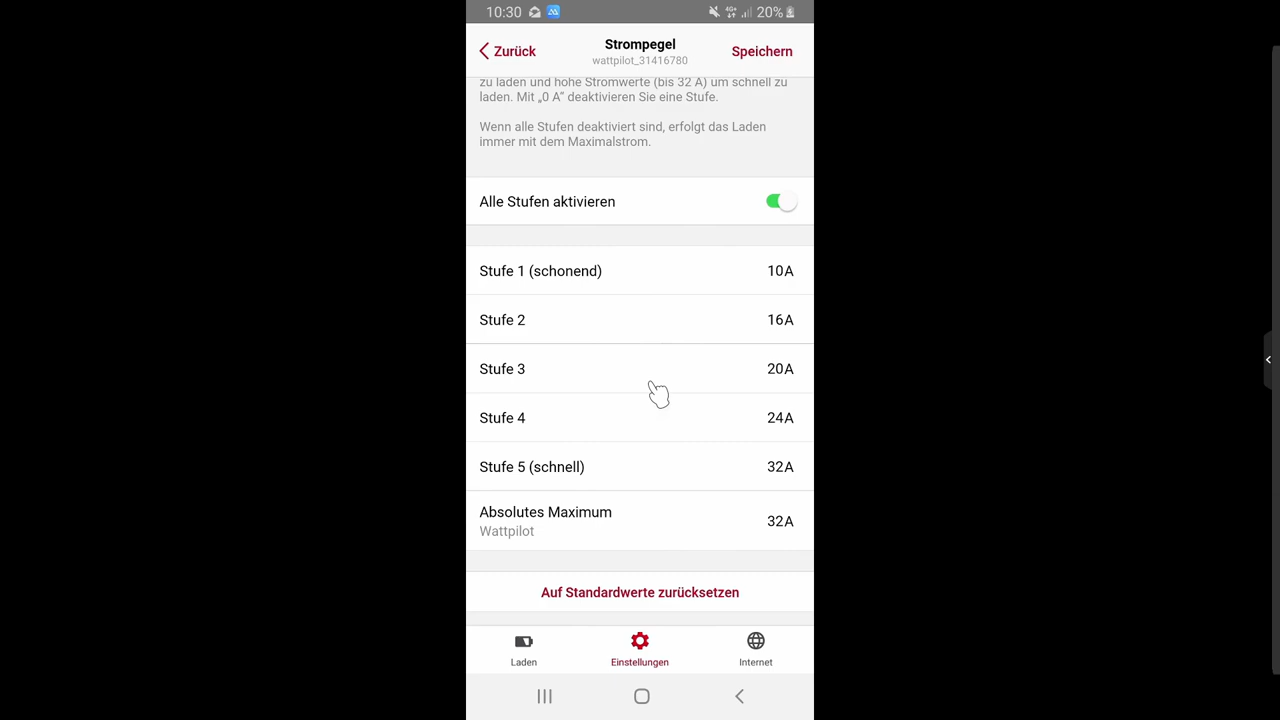 10:30 4G+ 20%
Zurück Strompegel Speichern
wattpilot_31416780
zu laden und hohe Stromwerte (bis 32 A) um schnell zu
laden. Mit „0 A" deaktivieren Sie eine Stufe.
Wenn alle Stufen deaktiviert sind, erfolgt das Laden
immer mit dem Maximalstrom.
Alle Stufen aktivieren
Stufe 1 (schonend) 10A
Stufe 2 16A
Stufe 3 20A
Stufe 4 24A
Stufe 5 (schnell) 32A
Absolutes Maximum 32A
Wattpilot
Auf Standardwerte zurücksetzen
Laden Einstellungen Internet